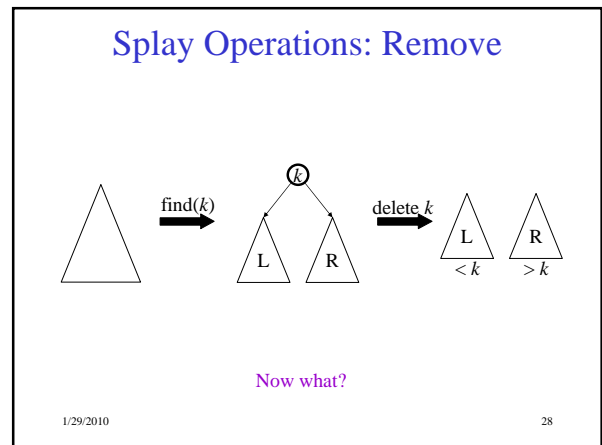 Splay Operations: Remove
k
find(k)
delete k
L
R
L
R
< k
> k
Now what?
1/29/2010
28